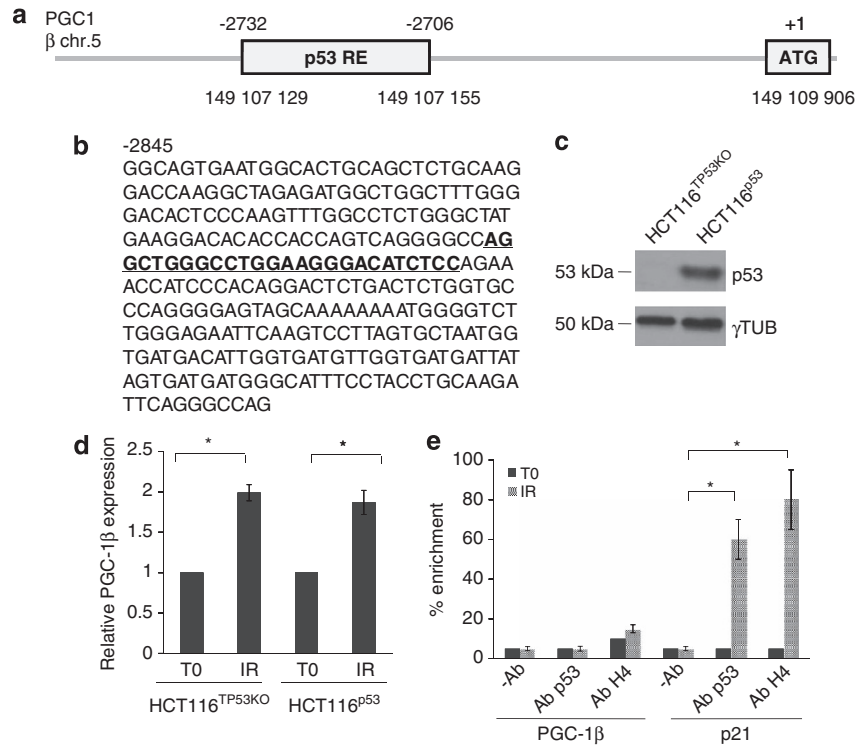 a
PGC1
β chr.5
-2732
-2706
+1
p53 RE
ATG
149 107 129
149 107 155
149 109 906
b
-2845
GGCAGTGAATGGCACTGCAGCTCTGCAAG
GACCAAGGCTAGAGATGGCTGGCTTTGGG
GACACTCCCAAGTTTGGCCTCTGGGCTAT
GAAGGACACACCACCAGTCAGGGGCCAG
GCTGGGCCTGGAAGGGACATCTCCAGAA
ACCATCCCACAGGACTCTGACTCTGGTGC
CCAGGGGAGTAGCAAAAAAAATGGGGTCT
TGGGAGAATTCAAGTCCTTAGTGCTAATGG
TGATGACATTGGTGATGTTGGTGATGATTAT
AGTGATGATGGGCATTTCCTACCTGCAAGA
TTCAGGGCCAG
c
HCT116TP53KO
HCT116p53
53 kDa
p53
50 kDa
γTUB
d
Relative PGC-1β expression
2.5
2
1
0.5
0
*
*
T0
IR
T0
IR
HCT116TP53KO
HCT116p53
e
% enrichment
100
80
60
40
20
0
T0
IR
*
*
-Ab
Ab p53
Ab H4
-Ab
Ab p53
Ab H4
PGC-1β
p21